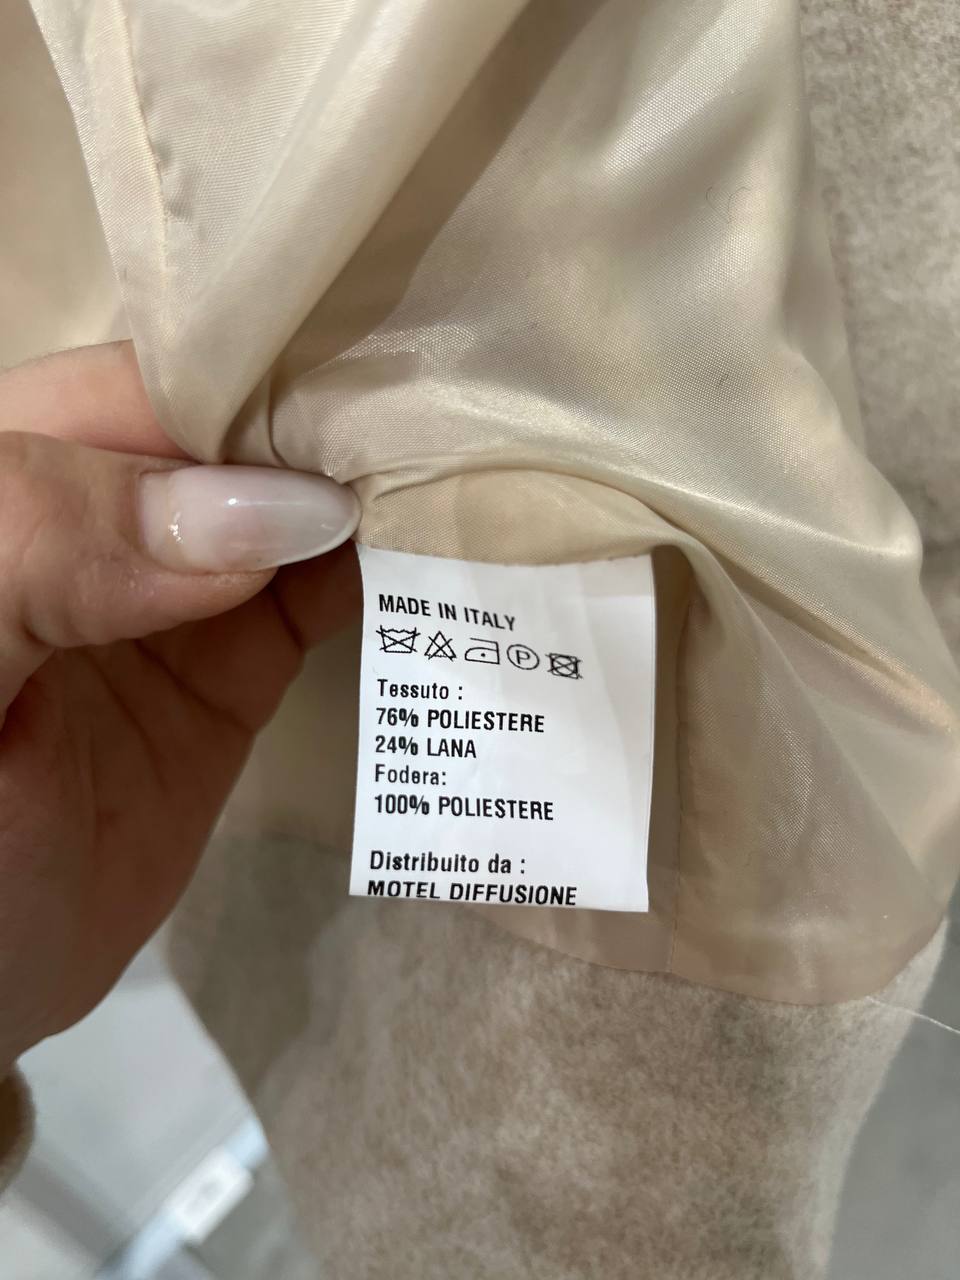 MADE IN ITALY
P
Tessuto :
76% POLIESTERE
24% LANA
Fodera:
100% POLIESTERE
Distribuito da :
MOTEL DIFFUSIONE